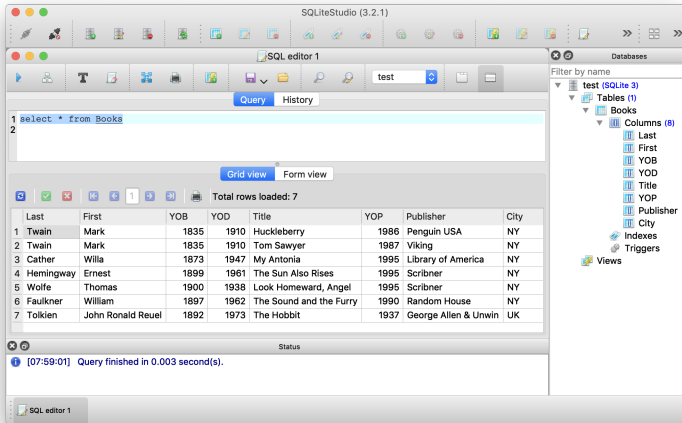 SQLiteStudio (3.2.1)
SQL editor 1
test
Query History
1 select * from Books
2
Grid view Form view
1 Total rows loaded: 7
Last First YOB YOD Title YOP Publisher City
1 Twain Mark 1835 1910 Huckleberry 1986 Penguin USA NY
2 Twain Mark 1835 1910 Tom Sawyer 1987 Viking NY
3 Cather Willa 1873 1947 My Antonia 1995 Library of America NY
4 Hemingway Ernest 1899 1961 The Sun Also Rises 1995 Scribner NY
5 Wolfe Thomas 1900 1938 Look Homeward, Angel 1995 Scribner NY
6 Faulkner William 1897 1962 The Sound and the Furry 1990 Random House NY
7 Tolkien John Ronald Reuel 1892 1973 The Hobbit 1937 George Allen & Unwin UK
Status
[07:59:01] Query finished in 0.003 second(s).
SQL editor 1
Databases
Filter by name
test (SQLite 3)
Tables (1)
Books
Columns (8)
Last
First
YOB
YOD
Title
YOP
Publisher
City
Indexes
Triggers
Views